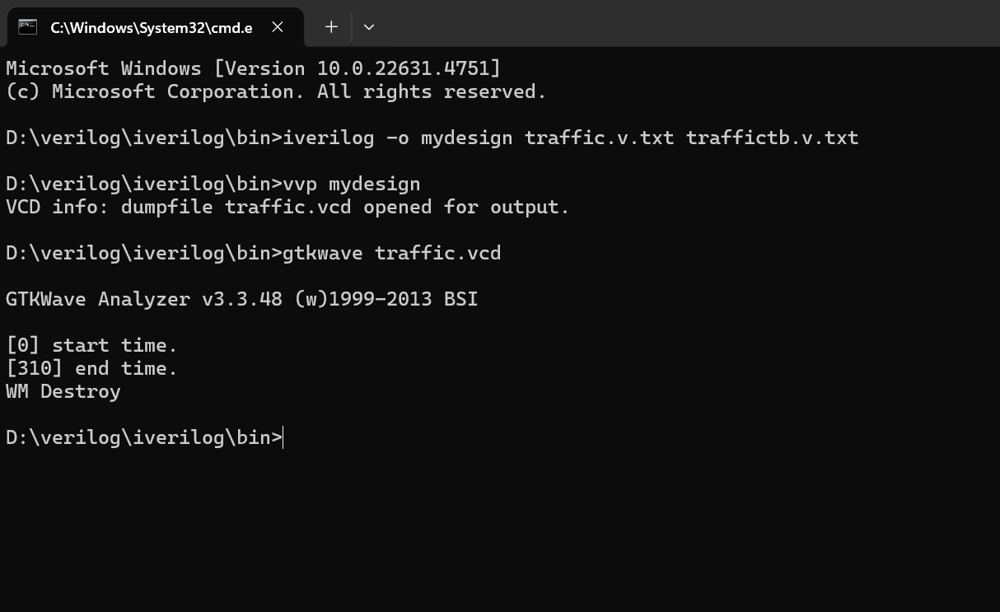 C:\Windows\System32\cmd.e
Microsoft Windows [Version 10.0.22631.4751]
(c) Microsoft Corporation. All rights reserved.
D:\verilog\iverilog\bin>iverilog -o mydesign traffic.v.txt traffictb.v.txt
D:\verilog\iverilog\bin>vvp mydesign
VCD info: dumpfile traffic.vcd opened for output.
D:\verilog\iverilog\bin>gtkwave traffic.vcd
GTKWave Analyzer v3.3.48 (w)1999-2013 BSI
[0] start time.
[310] end time.
WM Destroy
D:\verilog\iverilog\bin>